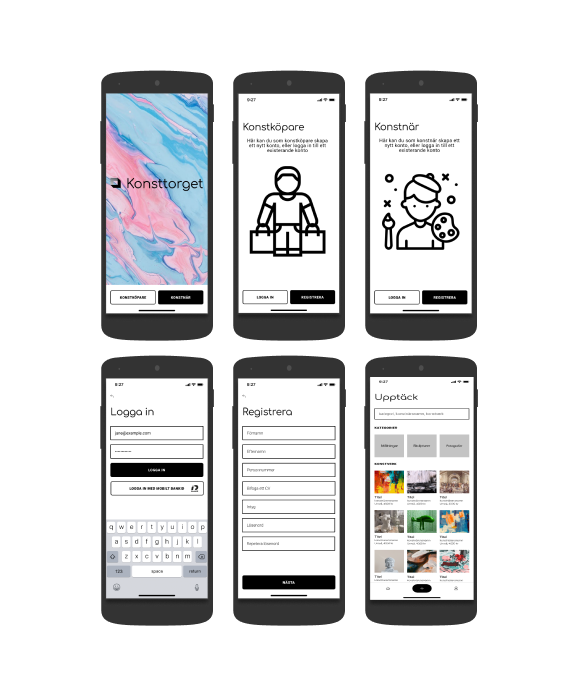 Konsttorget
KONSTKÖPARE
KONSTNÄR
9:27
Konstköpare
Här kan du som konstköpare skapa
ett nytt konto, eller logga in till ett
existerande konto
LOGGA IN
REGISTRERA
9:27
Konstnär
Här kan du som konstnär skapa ett
nytt konto, eller logga in till ett
existerande konto
LOGGA IN
REGISTRERA
9:27
Logga in
jane@example.com
LOGGA IN
LOGGA IN MED MOBILT BANKID
q w e r t y u i o p
a s d f g h j k l
z x c v b n m
123
space
return
9:27
Registrera
Förnamn
Efternamn
Personnummer
Bifoga ett CV
Mejl
Lösenord
Repetera lösenord
NÄSTA
9:27
Upptäck
KATEGORIER
Målningar
Fotografi
KONSTVERK
Titel
Titel
Titel
Titel
Titel
Titel
Titel
Titel
Titel